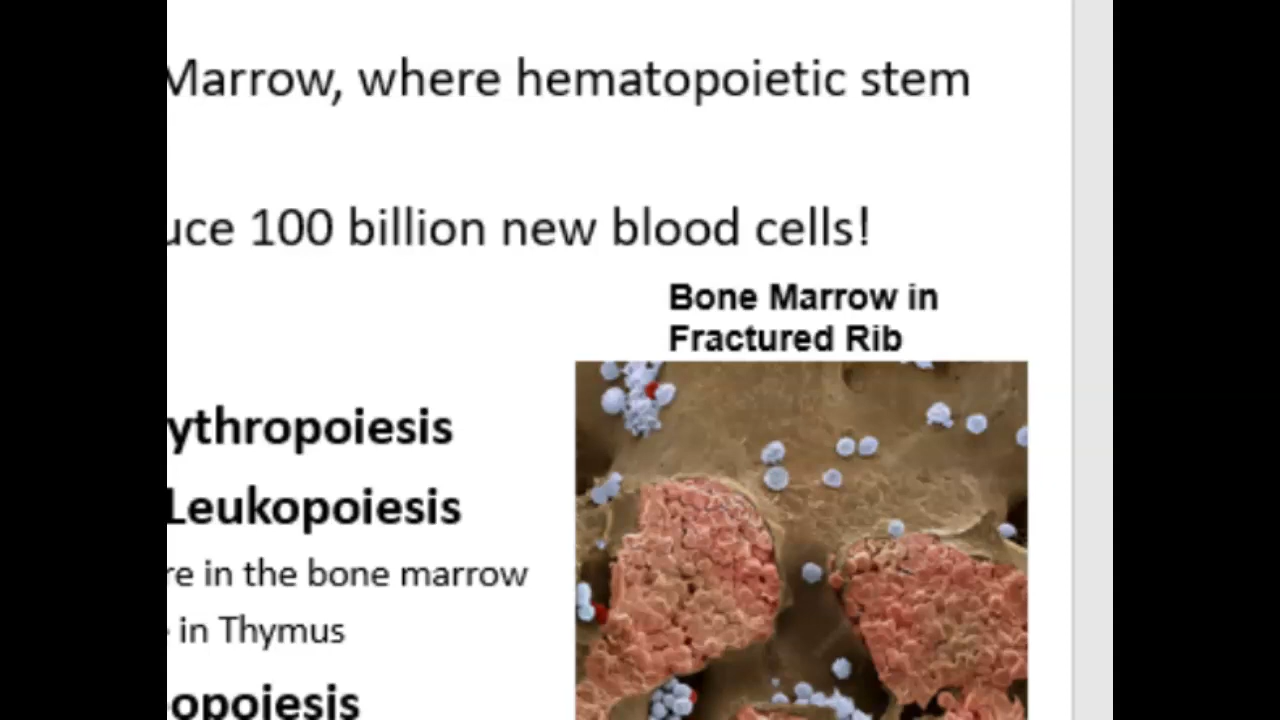 Marrow, where hematopoietic stem
uce 100 billion new blood cells!
Bone Marrow in
Fractured Rib
ythropoiesis
Leukopoiesis
re in the bone marrow
in Thymus
opoiesis